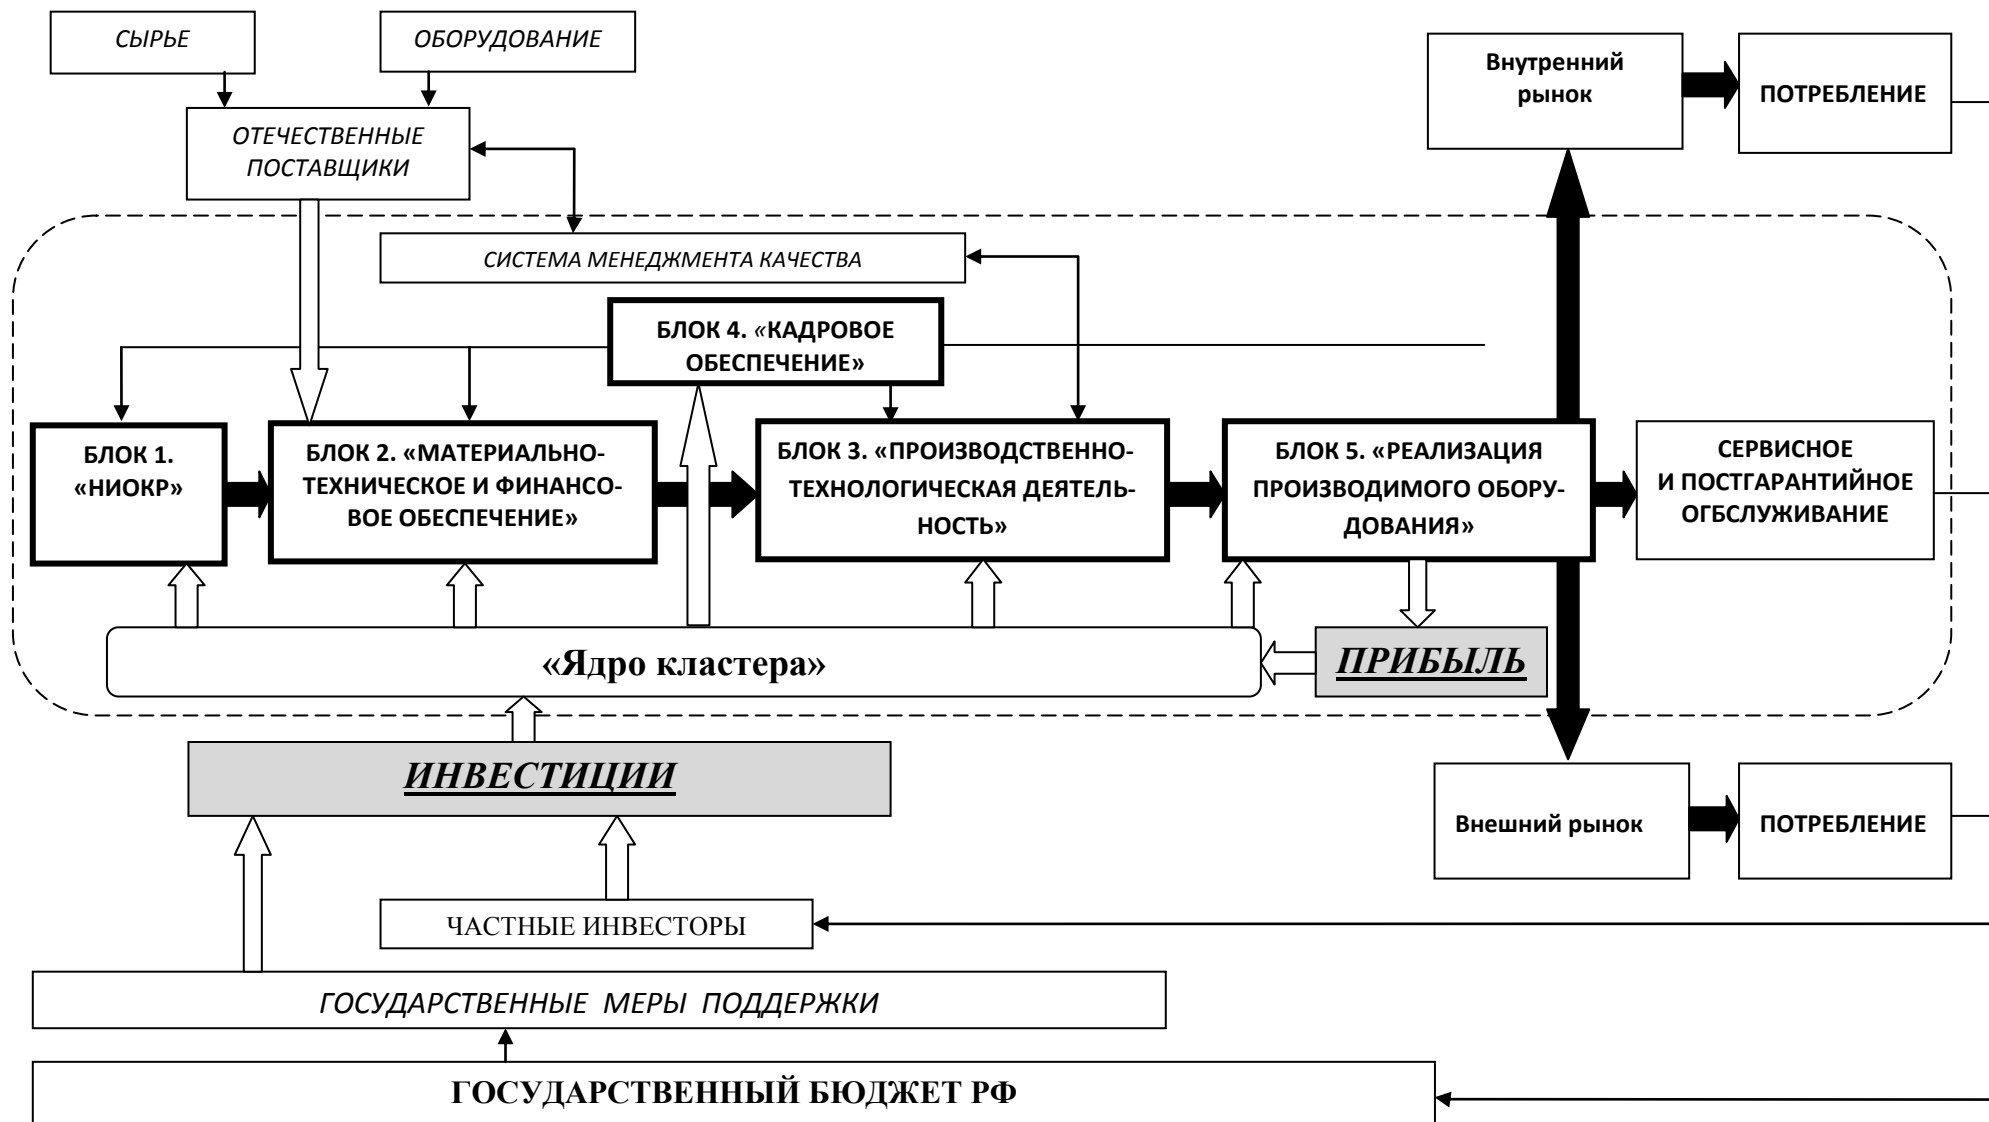 СЫРЬЕ
ОБОРУДОВАНИЕ
Внутренний
рынок
ПОТРЕБЛЕНИЕ
ОТЕЧЕСТВЕННЫЕ
ПОСТАВЩИКИ
СИСТЕМА МЕНЕДЖМЕНТА КАЧЕСТВА
БЛОК 4. «КАДРОВОЕ
ОБЕСПЕЧЕНИЕ»
БЛОК 1.
«НИОКР»
БЛОК 2. «МАТЕРИАЛЬНО-
ТЕХНИЧЕСКОЕ И ФИНАНСО-
ВОЕ ОБЕСПЕЧЕНИЕ»
БЛОК 3. «ПРОИЗВОДСТВЕННО-
ТЕХНОЛОГИЧЕСКАЯ ДЕЯТЕЛЬ-
НОСТЬ»
БЛОК 5. «РЕАЛИЗАЦИЯ
ПРОИЗВОДИМОГО ОБОРУ-
ДОВАНИЯ»
СЕРВИСНОЕ
И ПОСТГАРАНТИЙНОЕ
ОГБСЛУЖИВАНИЕ
«Ядро кластера»
ПРИБЫЛЬ
ИНВЕСТИЦИИ
Внешний рынок
ПОТРЕБЛЕНИЕ
ЧАСТНЫЕ ИНВЕСТОРЫ
ГОСУДАРСТВЕННЫЕ МЕРЫ ПОДДЕРЖКИ
ГОСУДАРСТВЕННЫЙ БЮДЖЕТ РФ